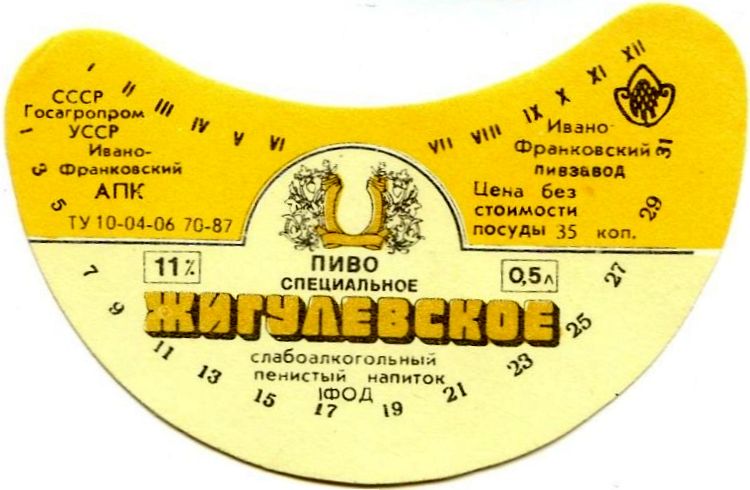 I II III IV V VI VII VIII IX X XI XII
СССР
Госагропром
УССР
Ивано-
Франковский
АПК
ТУ 10-04-06 70-87
Ивано-
Франковский
пивзавод
Цена без
стоимости
посуды 35 коп.
11%
ПИВО
СПЕЦИАЛЬНОЕ
0,5л
ЖИГУЛЕВСКОЕ
слабоалкогольный
пенистый напиток
1 3 5 7 9 11 13 15 17 19 21 23 25 27 29 31